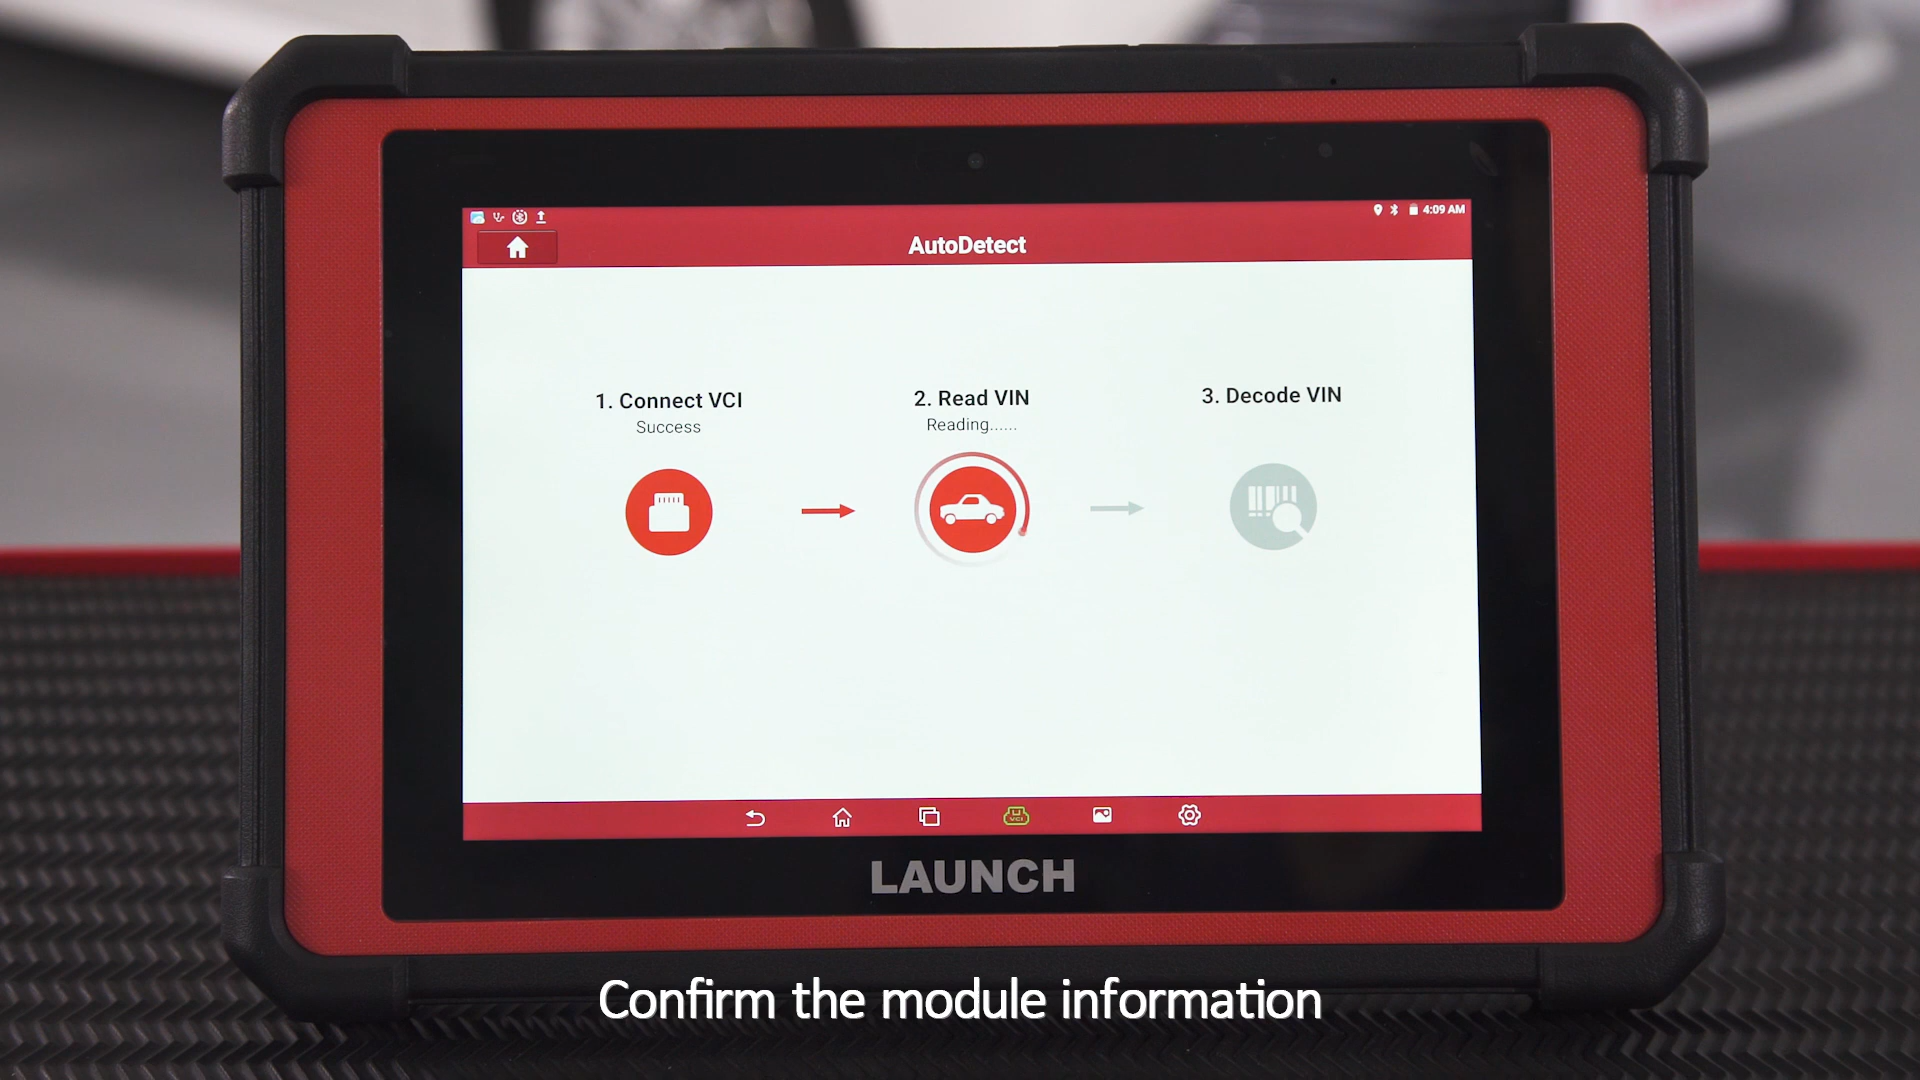 4:09 AM
AutoDetect
1. Connect VCI
Success
2. Read VIN
Reading......
3. Decode VIN
VCI
LAUNCH
Confirm the module information